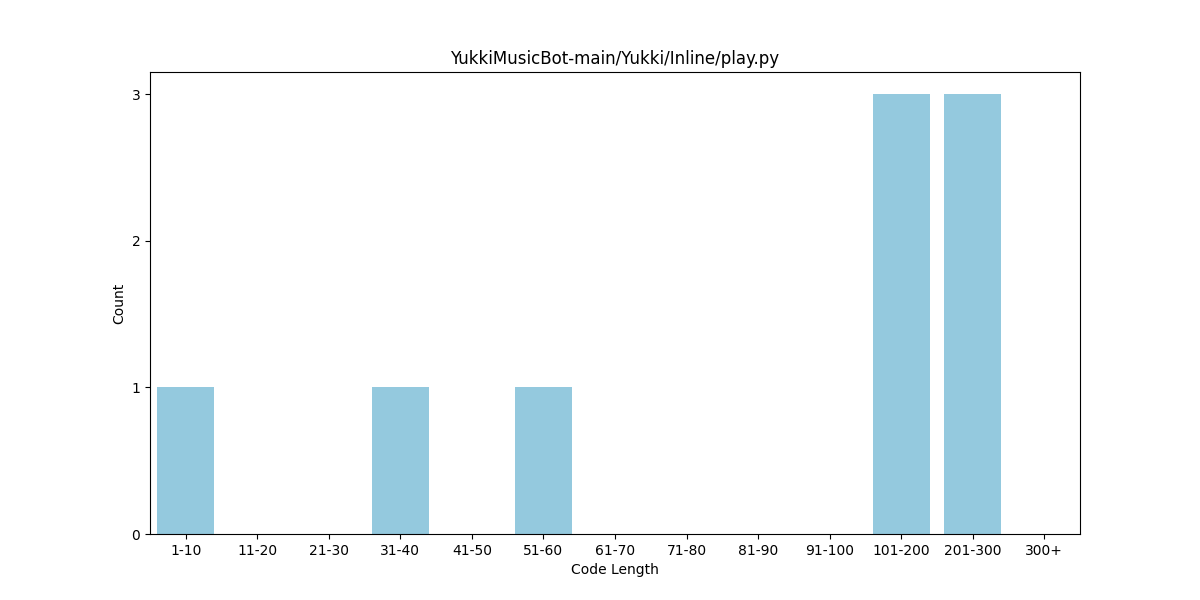 YukkiMusicBot-main/Yukki/Inline/play.py
3
2
1
0
Count
1-10 11-20 21-30 31-40 41-50 51-60 61-70 71-80 81-90 91-100 101-200 201-300 300+
Code Length